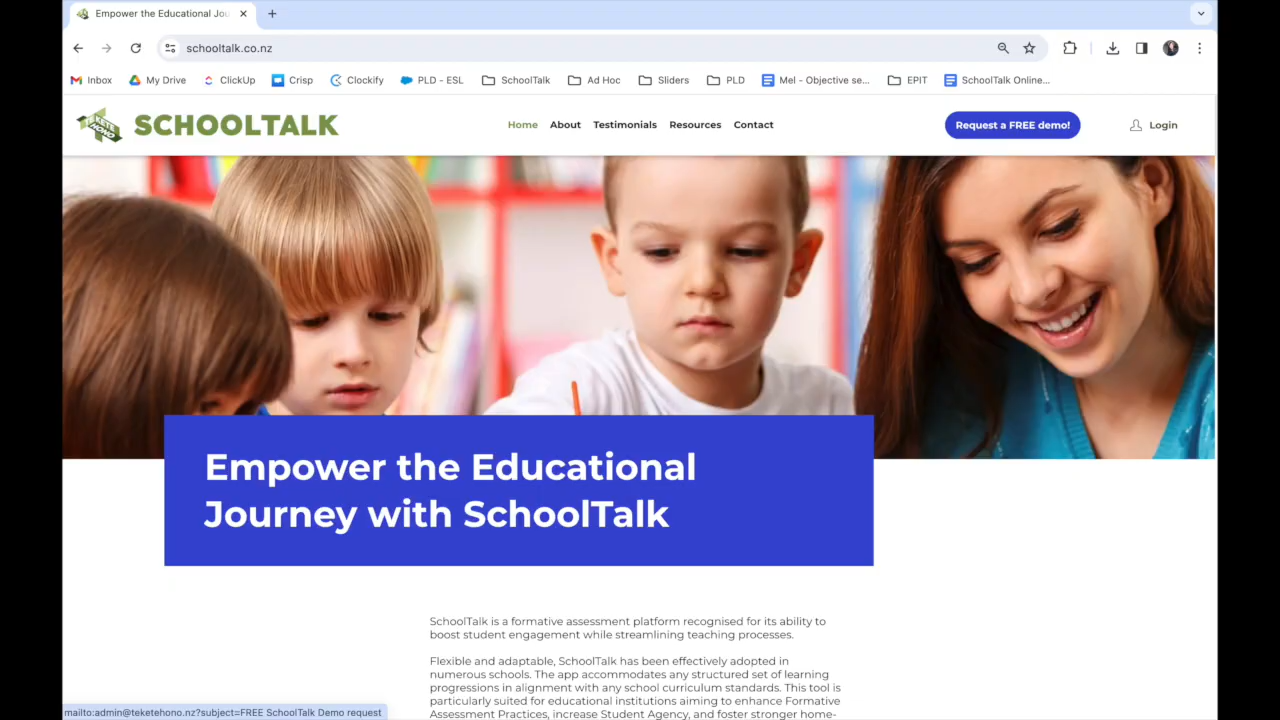 Empower the Educational Jou
schooltalk.co.nz
Inbox My Drive ClickUp Crisp Clockify PLD - ESL SchoolTalk Ad Hoc Sliders PLD Mel - Objective se... EPIT SchoolTalk Online...
TE KETE HONO SCHOOLTALK Home About Testimonials Resources Contact Request a FREE demo! Login
Empower the Educational
Journey with SchoolTalk
SchoolTalk is a formative assessment platform recognised for its ability to
boost student engagement while streamlining teaching processes.
Flexible and adaptable, SchoolTalk has been effectively adopted in
numerous schools. The app accommodates any structured set of learning
progressions in alignment with any school curriculum standards. This tool is
particularly suited for educational institutions aiming to enhance Formative
Assessment Practices, increase Student Agency, and foster stronger home-
mailto:admin@teketehono.nz?subject=FREE SchoolTalk Demo request